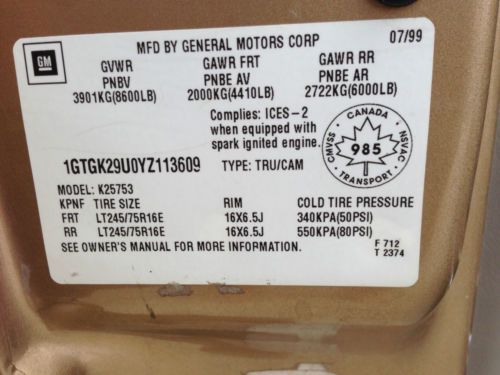 MFD BY GENERAL MOTORS CORP 07/99
GM
GVWR GAWR FRT GAWR RR
PNBV PNBE AV PNBE AR
3901KG(8600LB) 2000KG(4410LB) 2722KG(6000LB)
Complies: ICES-2
when equipped with
spark ignited engine.
CANADA
CMVSS 985 NSVAC
TRANSPORT
1GTGK29U0YZ113609 TYPE: TRU/CAM
MODEL: K25753
KPNF TIRE SIZE RIM COLD TIRE PRESSURE
FRT LT245/75R16E 16X6.5J 340KPA(50PSI)
RR LT245/75R16E 16X6.5J 550KPA(80PSI)
SEE OWNER'S MANUAL FOR MORE INFORMATION.
F 712
T 2374